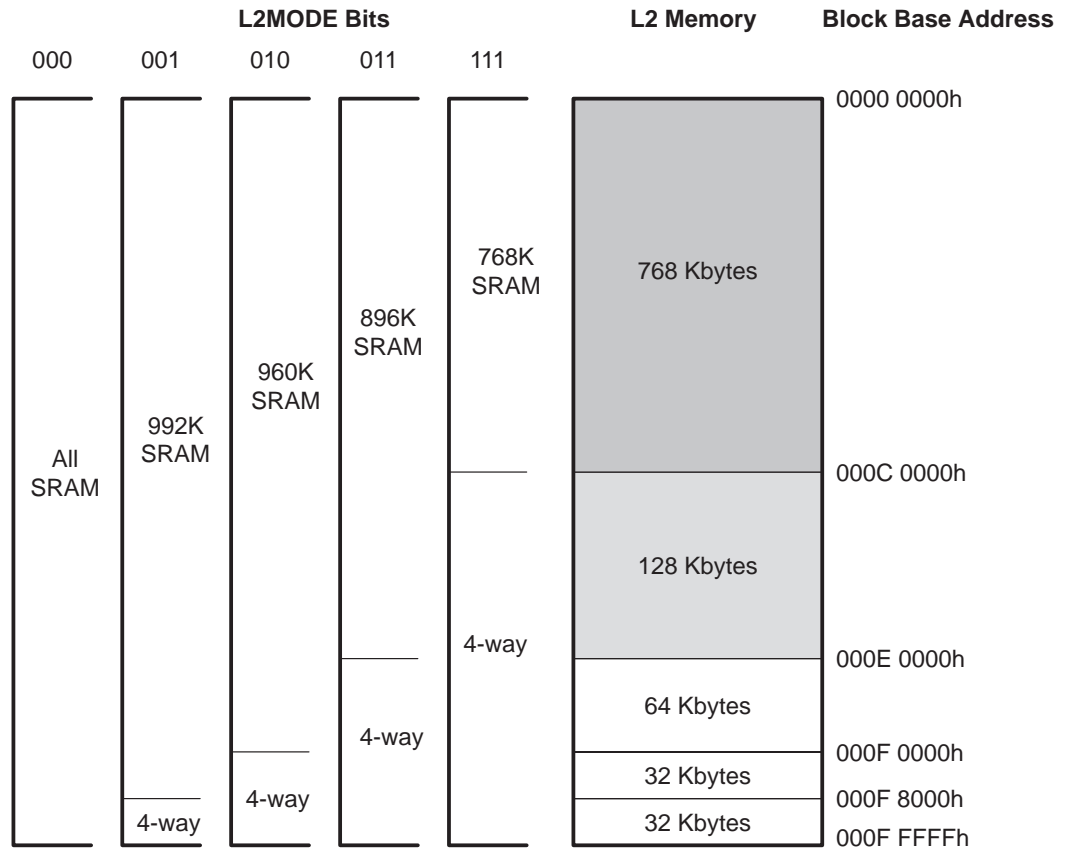 L2MODE Bits
L2 Memory
Block Base Address
000
001
010
011
111
0000 0000h
768K
SRAM
768 Kbytes
896K
SRAM
960K
SRAM
992K
SRAM
All
SRAM
000C 0000h
128 Kbytes
4-way
000E 0000h
64 Kbytes
4-way
000F 0000h
32 Kbytes
4-way
000F 8000h
4-way
32 Kbytes
000F FFFFh